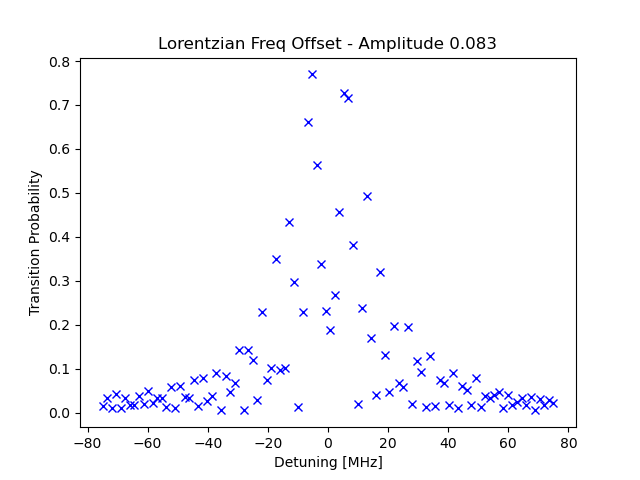 Lorentzian Freq Offset - Amplitude 0.083
0.8
0.7
0.6
0.5
0.4
0.3
0.2
0.1
0.0
Transition Probability
−80 −60 −40 −20 0 20 40 60 80
Detuning [MHz]